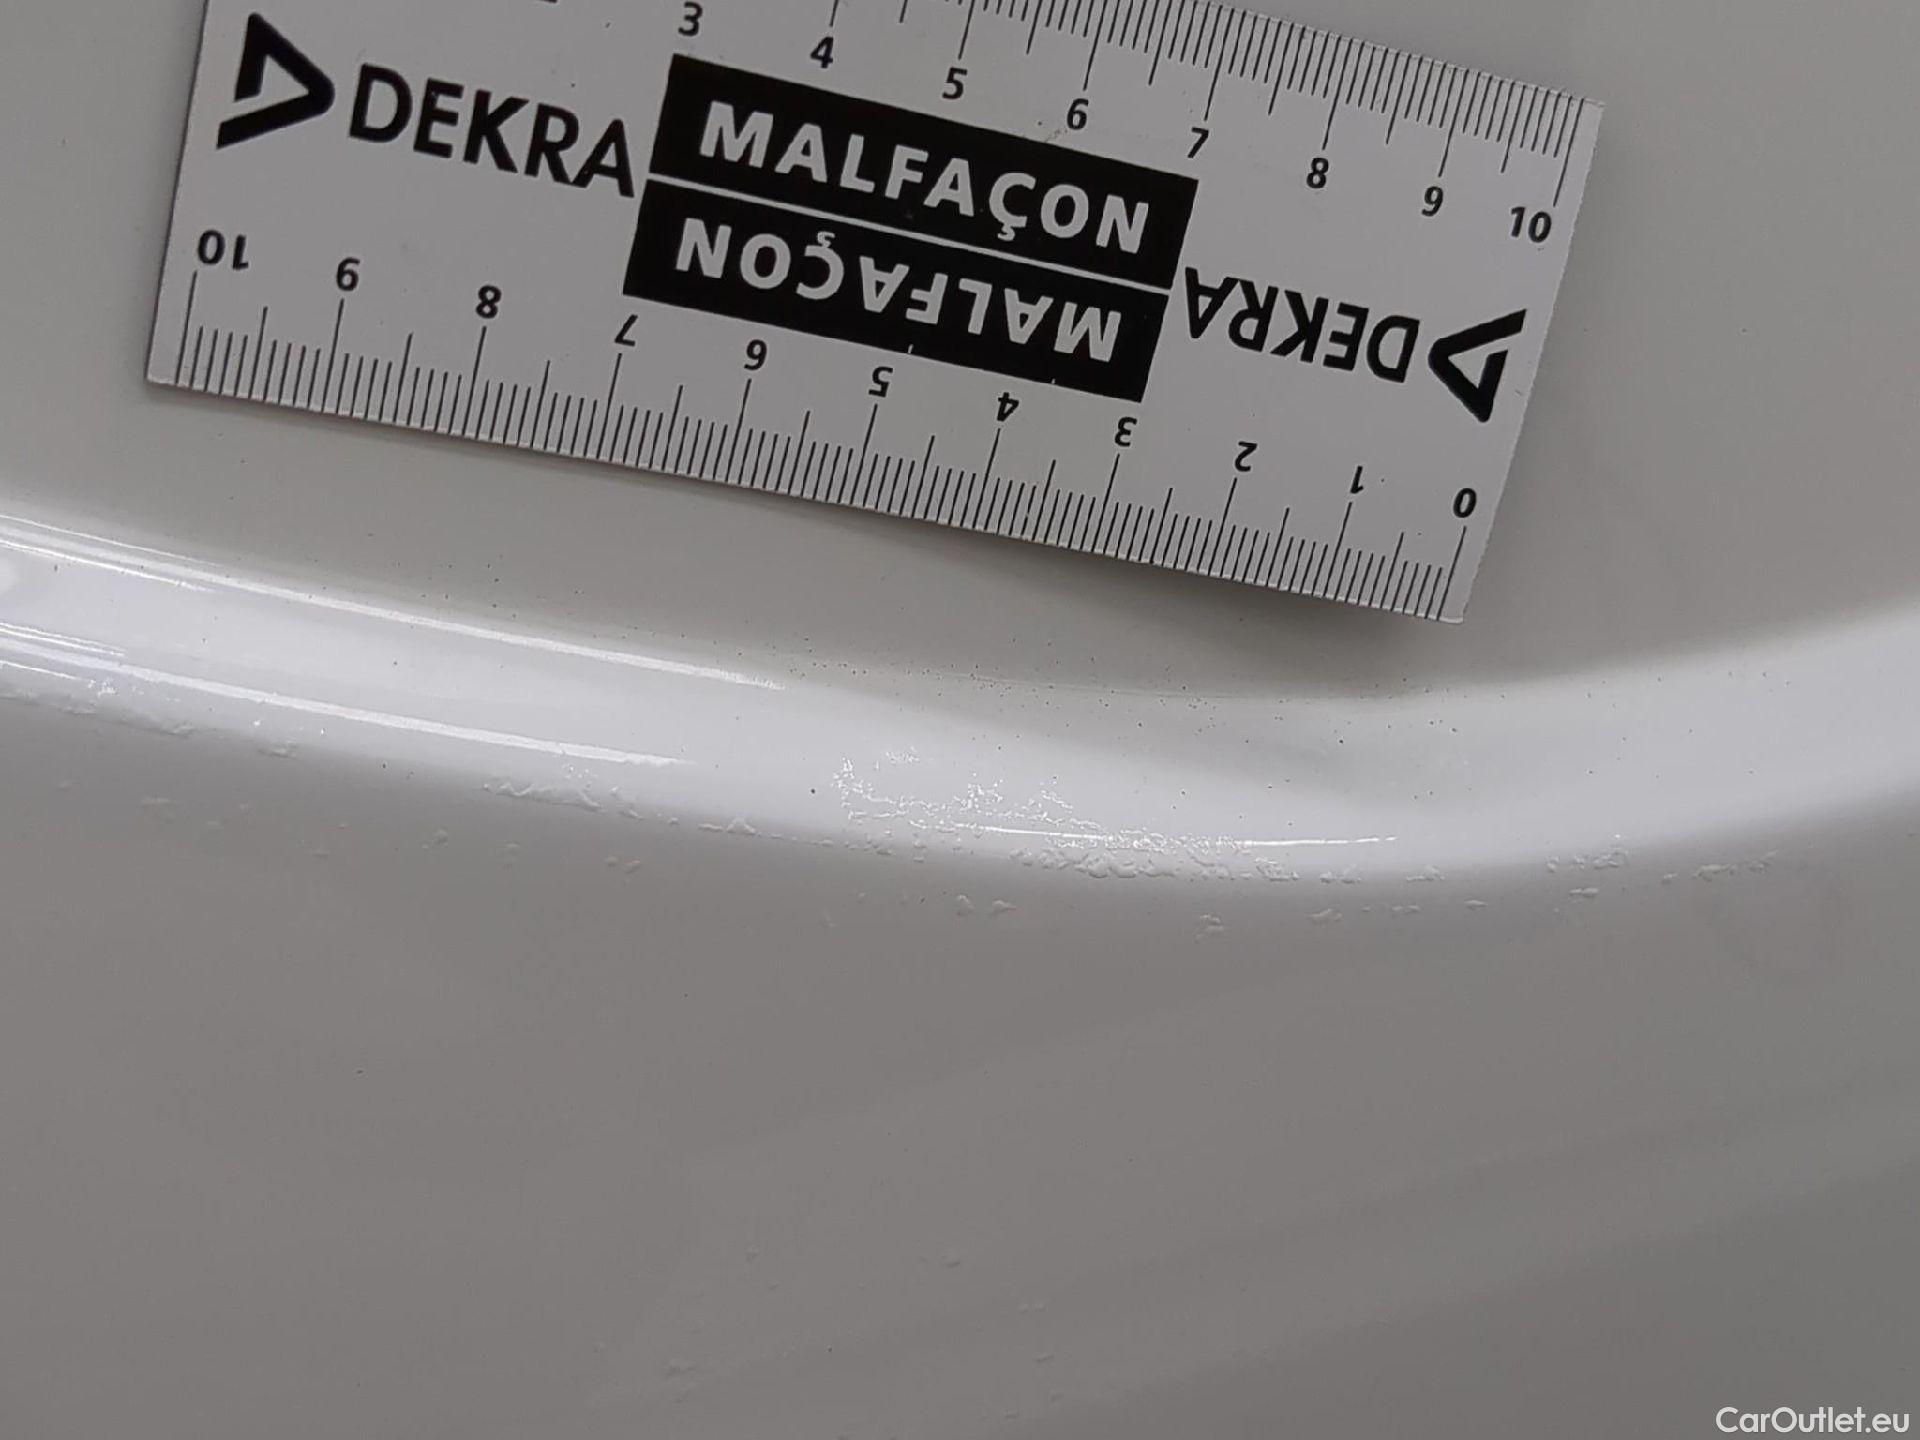 3 4 5 6 7 8 9 10
DEKRA MALFAÇON
MALFAÇON DEKRA
10 9 8 7 6 5 4 3 2 1 0
CarOutlet.eu